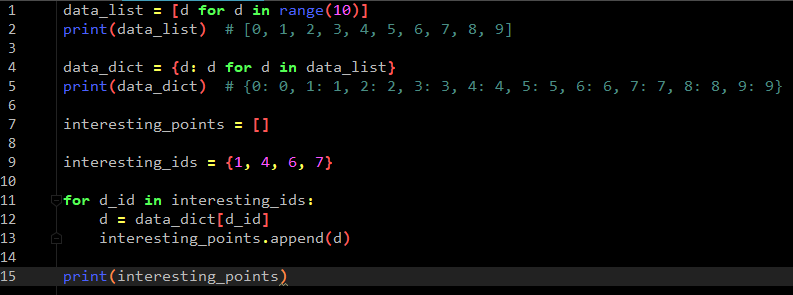 1 data_list = [d for d in range(10)]
2 print(data_list)  # [0, 1, 2, 3, 4, 5, 6, 7, 8, 9]
3
4 data_dict = {d: d for d in data_list}
5 print(data_dict)  # {0: 0, 1: 1, 2: 2, 3: 3, 4: 4, 5: 5, 6: 6, 7: 7, 8: 8, 9: 9}
6
7 interesting_points = []
8
9 interesting_ids = {1, 4, 6, 7}
10
11 for d_id in interesting_ids:
12     d = data_dict[d_id]
13     interesting_points.append(d)
14
15 print(interesting_points)